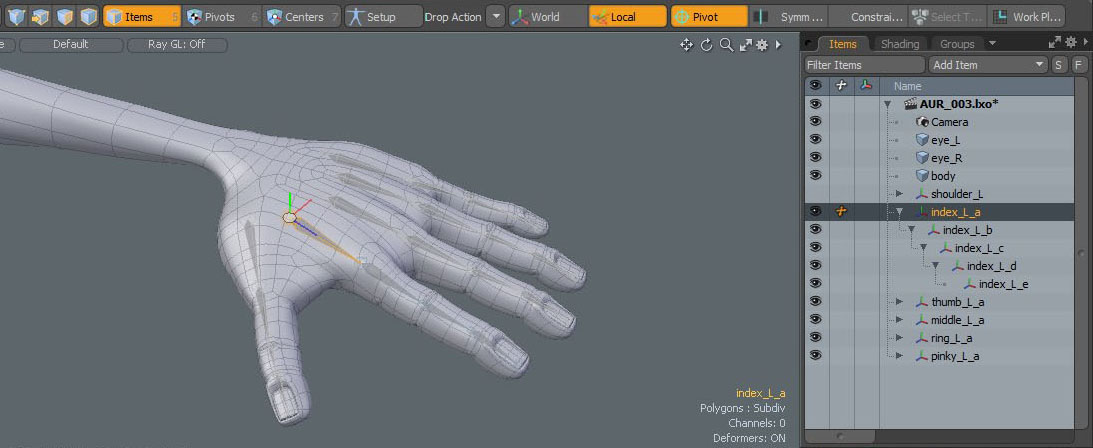 Items 5 Pivots 6 Centers 7 Setup Drop Action World Local Pivot Symm ... Constrai... Select T... Work Pl...
Default Ray GL: Off
Items Shading Groups
Filter Items Add Item S F
Name
AUR_003.lxo*
Camera
eye_L
eye_R
body
shoulder_L
index_L_a
index_L_b
index_L_c
index_L_d
index_L_e
thumb_L_a
middle_L_a
ring_L_a
pinky_L_a
index_L_a
Polygons : Subdiv
Channels: 0
Deformers: ON